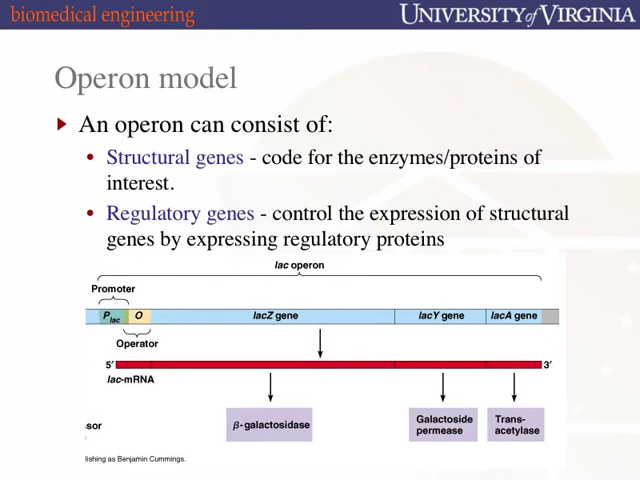 biomedical engineering
UNIVERSITY of VIRGINIA
Operon model
An operon can consist of:
• Structural genes - code for the enzymes/proteins of
interest.
• Regulatory genes - control the expression of structural
genes by expressing regulatory proteins
lac operon
Promoter
Plac O lacZ gene lacY gene lacA gene
Operator
5′ 3′
lac-mRNA
β-galactosidase
Galactoside
permease
Trans-
acetylase
ssor
lishing as Benjamin Cummings.